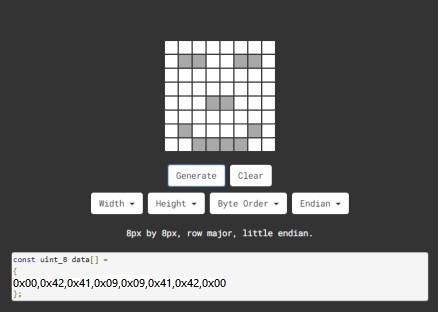 Generate Clear
Width Height Byte Order Endian
8px by 8px, row major, little endian.
const uint_8 data[] =
{
0x00,0x42,0x41,0x09,0x09,0x41,0x42,0x00
};